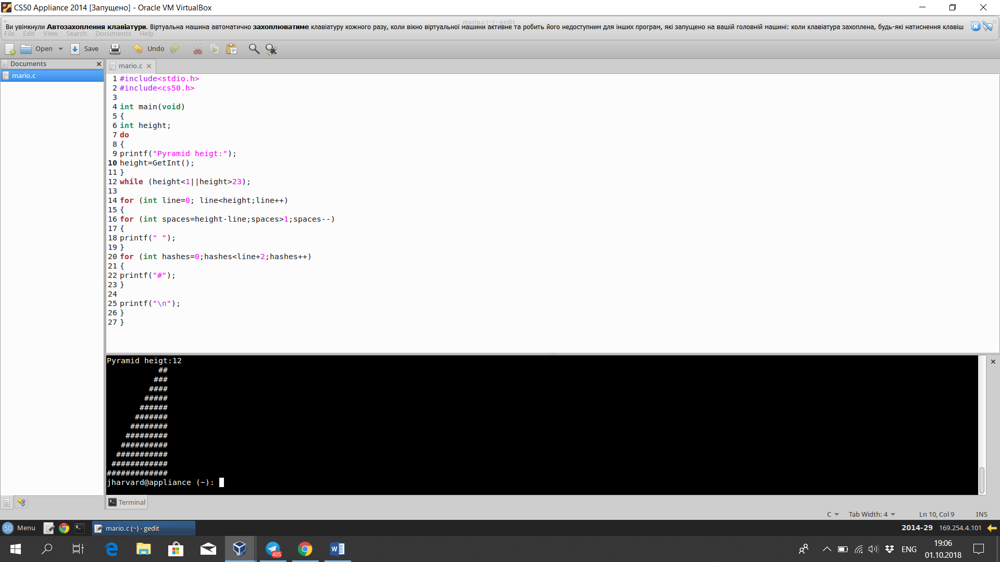 CS50 Appliance 2014 [Запущено] - Oracle VM VirtualBox
mario.c (~) - gedit
Ви увімкнули Автозахоплення клавіатури. Віртуальна машина автоматично захоплюватиме клавіатуру кожного разу, коли вікно віртуальної машини активне та робить його недоступним для інших програм, які запущено на вашій головній машині: коли клавіатура захоплена, будь-які натиснення клавіш
File Edit View Search Documents Help
Open Save Undo
Documents
mario.c
mario.c
1 #include<stdio.h>
2 #include<cs50.h>
3
4 int main(void)
5 {
6 int height;
7 do
8 {
9 printf("Pyramid heigt:");
10 height=GetInt();
11 }
12 while (height<1||height>23);
13
14 for (int line=0; line<height;line++)
15 {
16 for (int spaces=height-line;spaces>1;spaces--)
17 {
18 printf(" ");
19 }
20 for (int hashes=0;hashes<line+2;hashes++)
21 {
22 printf("#");
23 }
24
25 printf("\n");
26 }
27 }
Pyramid heigt:12
           ##
          ###
         ####
        #####
       ######
      #######
     ########
    #########
   ##########
  ###########
 ############
#############
jharvard@appliance (~):
Terminal
C Tab Width: 4 Ln 10, Col 9 INS
50 Menu mario.c (~) - gedit 2014-29 169.254.4.101
405
W
ENG
19:06
01.10.2018